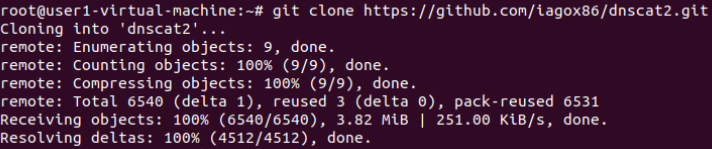 root@user1-virtual-machine:~# git clone https://github.com/iagox86/dnscat2.git
Cloning into 'dnscat2'...
remote: Enumerating objects: 9, done.
remote: Counting objects: 100% (9/9), done.
remote: Compressing objects: 100% (9/9), done.
remote: Total 6540 (delta 1), reused 3 (delta 0), pack-reused 6531
Receiving objects: 100% (6540/6540), 3.82 MiB | 251.00 KiB/s, done.
Resolving deltas: 100% (4512/4512), done.